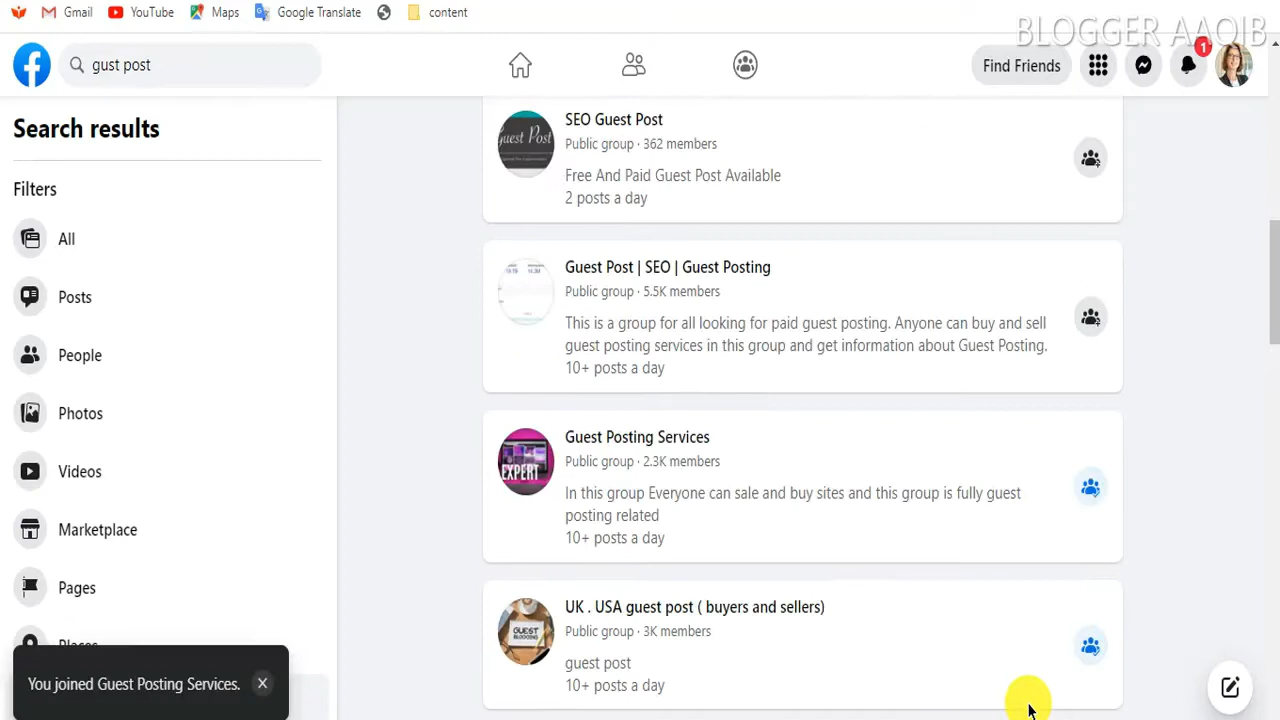 Gmail
YouTube
Maps
Google Translate
content
BLOGGER AAQIB
gust post
Find Friends
1
Search results
Filters
All
Posts
People
Photos
Videos
Marketplace
Pages
Places
You joined Guest Posting Services.
SEO Guest Post
Public group · 362 members
Free And Paid Guest Post Available
2 posts a day
Guest Post | SEO | Guest Posting
Public group · 5.5K members
This is a group for all looking for paid guest posting. Anyone can buy and sell
guest posting services in this group and get information about Guest Posting.
10+ posts a day
EXPERT
Guest Posting Services
Public group · 2.3K members
In this group Everyone can sale and buy sites and this group is fully guest
posting related
10+ posts a day
GUEST
BLOGGING
UK . USA guest post ( buyers and sellers)
Public group · 3K members
guest post
10+ posts a day